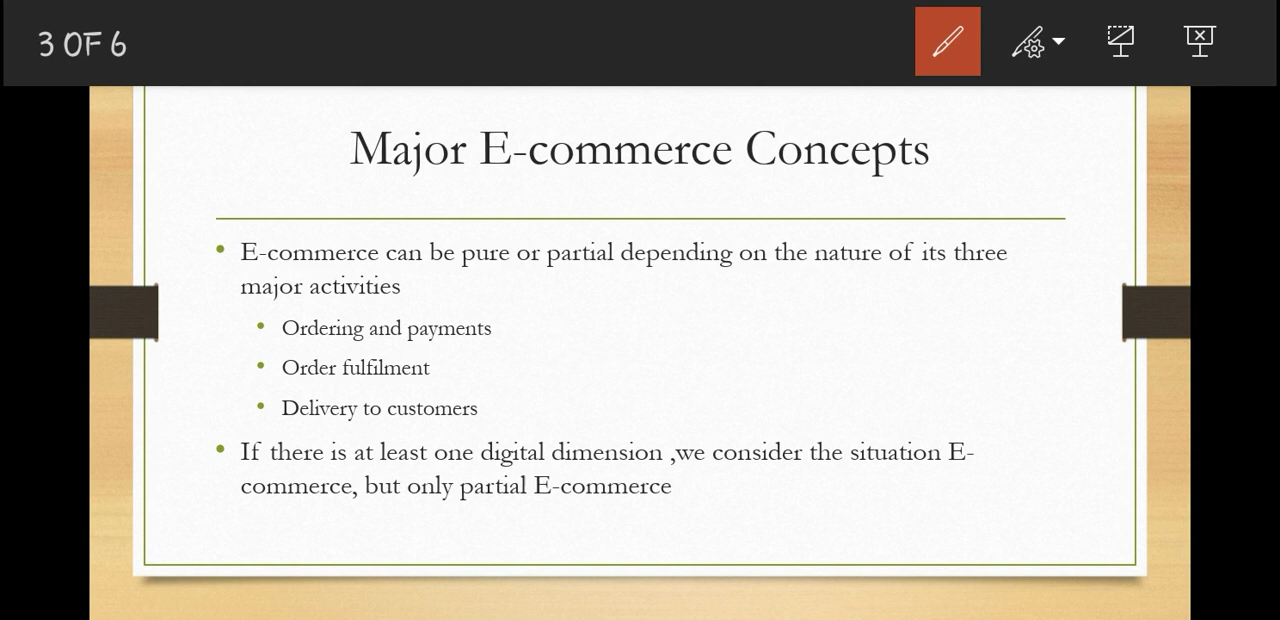 3 OF 6
Major E-commerce Concepts
• E-commerce can be pure or partial depending on the nature of its three
major activities
• Ordering and payments
• Order fulfilment
• Delivery to customers
• If there is at least one digital dimension ,we consider the situation E-
commerce, but only partial E-commerce